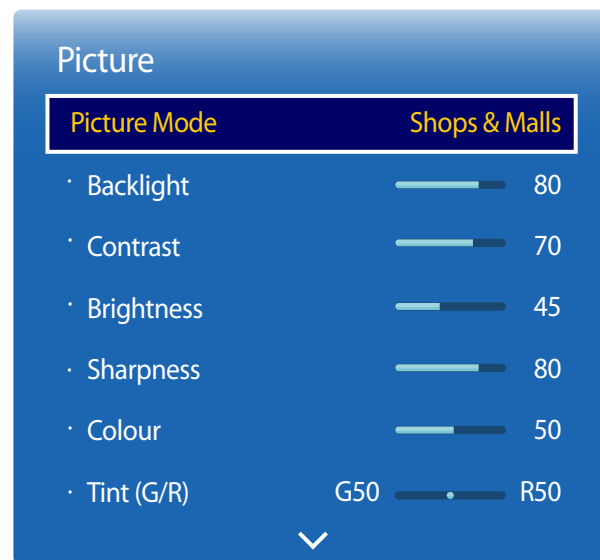 Picture
Picture Mode Shops & Malls
· Backlight 80
· Contrast 70
· Brightness 45
· Sharpness 80
· Colour 50
· Tint (G/R) G50 R50